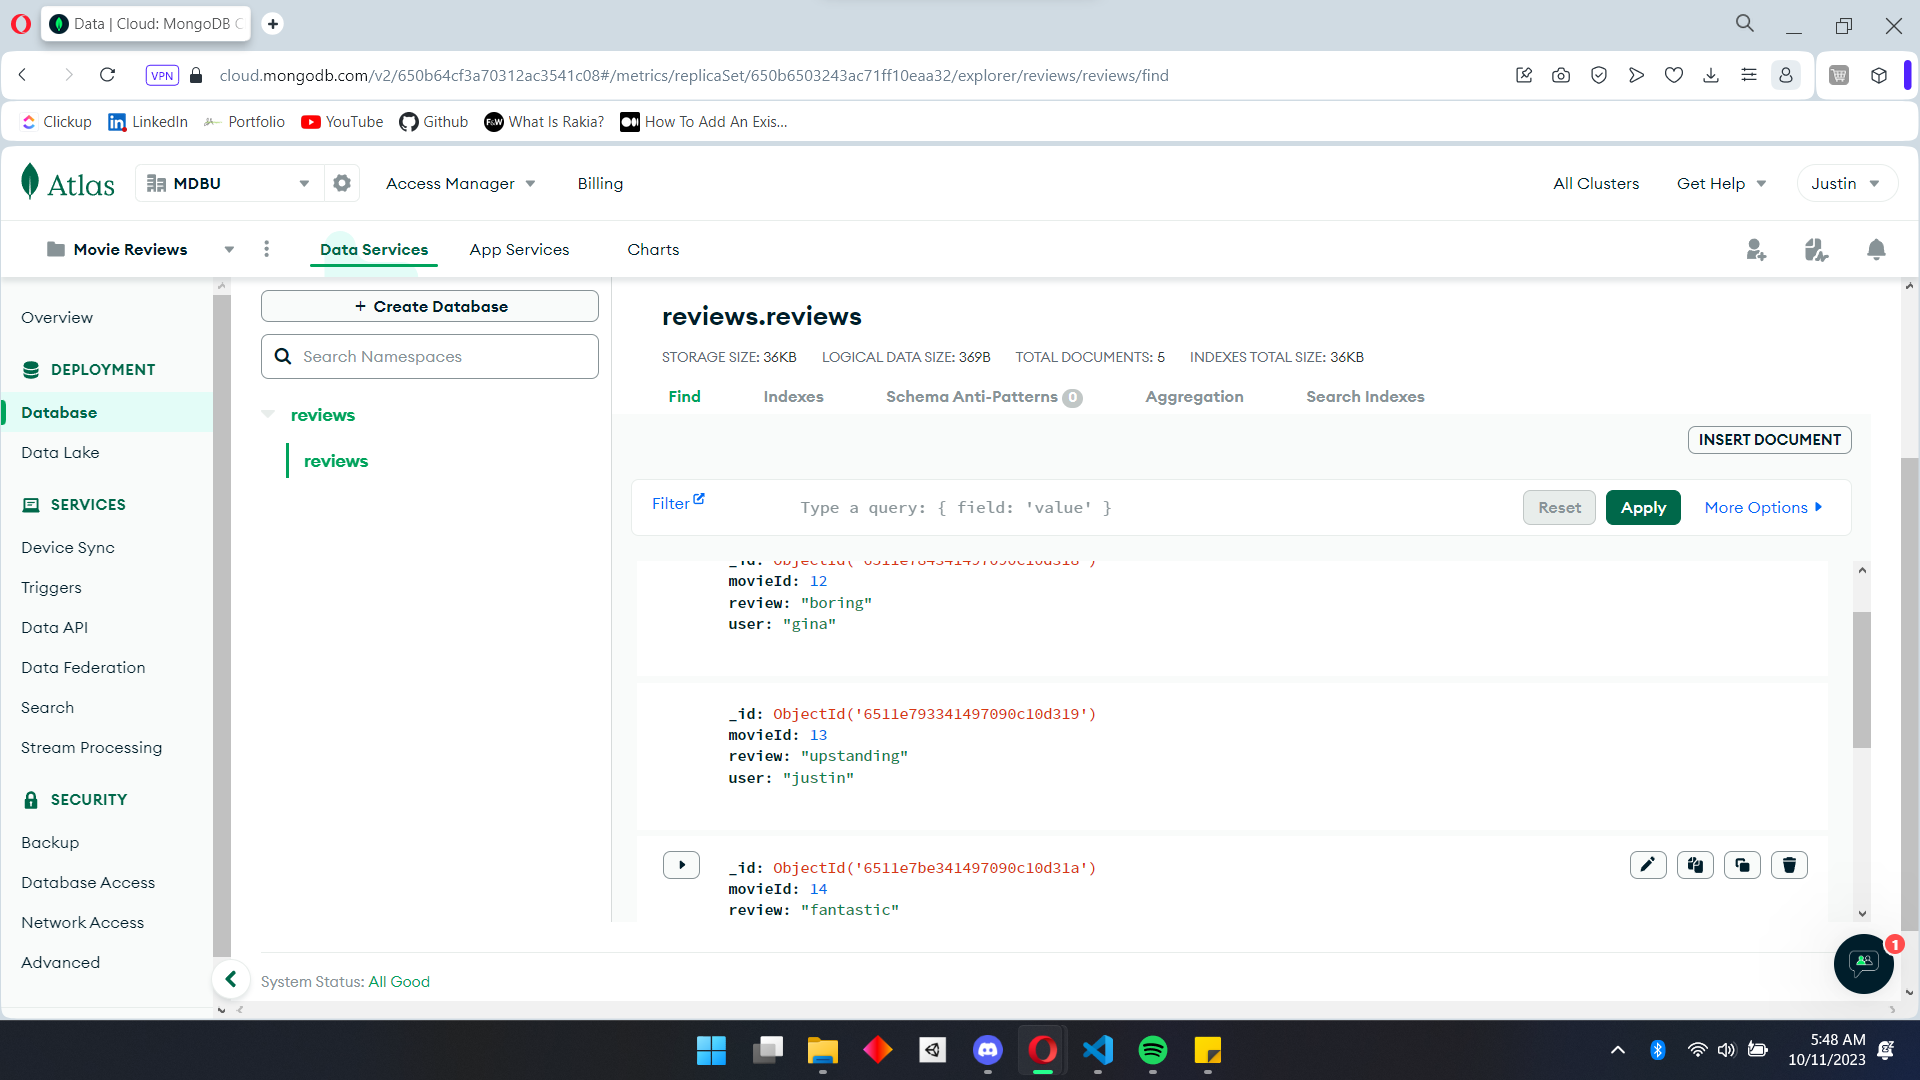 Data | Cloud: MongoDB C
VPN
cloud.mongodb.com/v2/650b64cf3a70312ac3541c08#/metrics/replicaSet/650b6503243ac71ff10eaa32/explorer/reviews/reviews/find
Clickup LinkedIn Portfolio YouTube Github What Is Rakia? How To Add An Exis...
Atlas MDBU Access Manager Billing All Clusters Get Help Justin
Movie Reviews Data Services App Services Charts
Overview
DEPLOYMENT
Database
Data Lake
SERVICES
Device Sync
Triggers
Data API
Data Federation
Search
Stream Processing
SECURITY
Backup
Database Access
Network Access
Advanced
+ Create Database
Search Namespaces
reviews
reviews
reviews.reviews
STORAGE SIZE: 36KB LOGICAL DATA SIZE: 369B TOTAL DOCUMENTS: 5 INDEXES TOTAL SIZE: 36KB
Find Indexes Schema Anti-Patterns 0 Aggregation Search Indexes
INSERT DOCUMENT
Filter Type a query: { field: 'value' } Reset Apply More Options
movieId: 12
review: "boring"
user: "gina"
_id: ObjectId('6511e793341497090c10d319')
movieId: 13
review: "upstanding"
user: "justin"
_id: ObjectId('6511e7be341497090c10d31a')
movieId: 14
review: "fantastic"
System Status: All Good
1
5:48 AM
10/11/2023